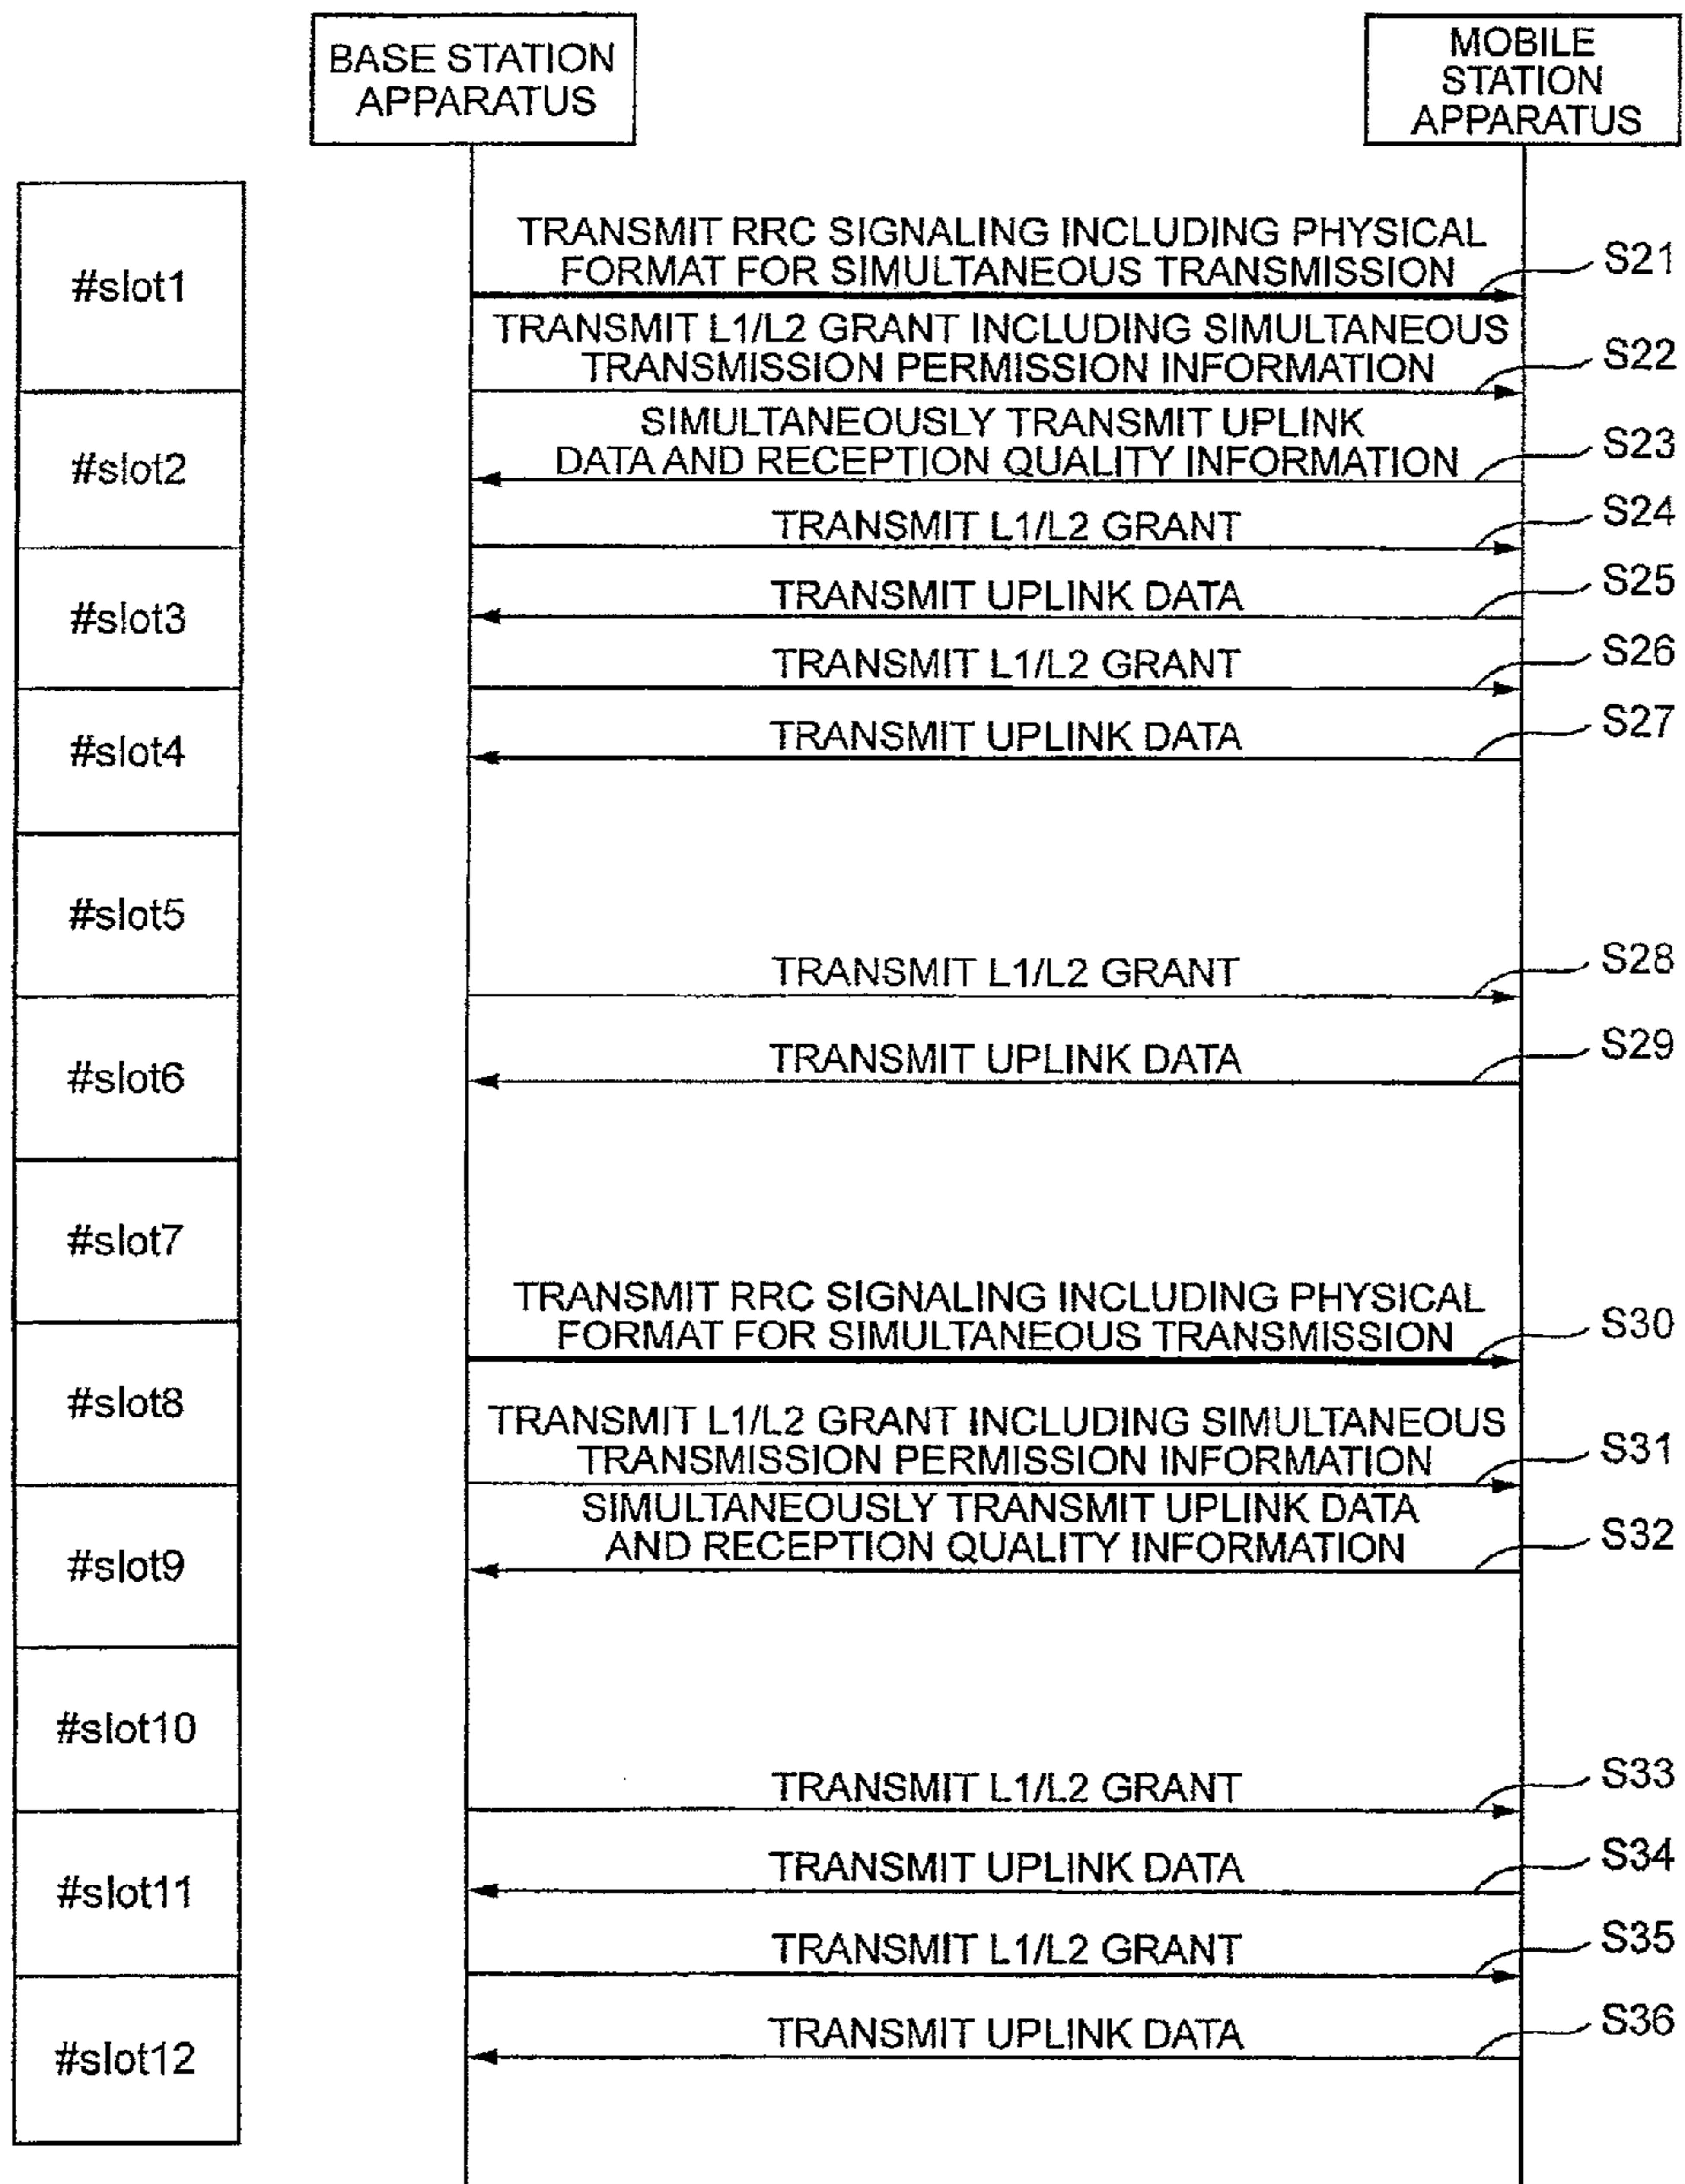 BASE STATION
APPARATUS
MOBILE
STATION
APPARATUS
#slot1
TRANSMIT RRC SIGNALING INCLUDING PHYSICAL
FORMAT FOR SIMULTANEOUS TRANSMISSION
S21
TRANSMIT L1/L2 GRANT INCLUDING SIMULTANEOUS
TRANSMISSION PERMISSION INFORMATION
S22
#slot2
SIMULTANEOUSLY TRANSMIT UPLINK
DATA AND RECEPTION QUALITY INFORMATION
S23
TRANSMIT L1/L2 GRANT
S24
#slot3
TRANSMIT UPLINK DATA
S25
TRANSMIT L1/L2 GRANT
S26
#slot4
TRANSMIT UPLINK DATA
S27
#slot5
TRANSMIT L1/L2 GRANT
S28
#slot6
TRANSMIT UPLINK DATA
S29
#slot7
TRANSMIT RRC SIGNALING INCLUDING PHYSICAL
FORMAT FOR SIMULTANEOUS TRANSMISSION
S30
#slot8
TRANSMIT L1/L2 GRANT INCLUDING SIMULTANEOUS
TRANSMISSION PERMISSION INFORMATION
S31
#slot9
SIMULTANEOUSLY TRANSMIT UPLINK DATA
AND RECEPTION QUALITY INFORMATION
S32
#slot10
TRANSMIT L1/L2 GRANT
S33
#slot11
TRANSMIT UPLINK DATA
S34
TRANSMIT L1/L2 GRANT
S35
#slot12
TRANSMIT UPLINK DATA
S36